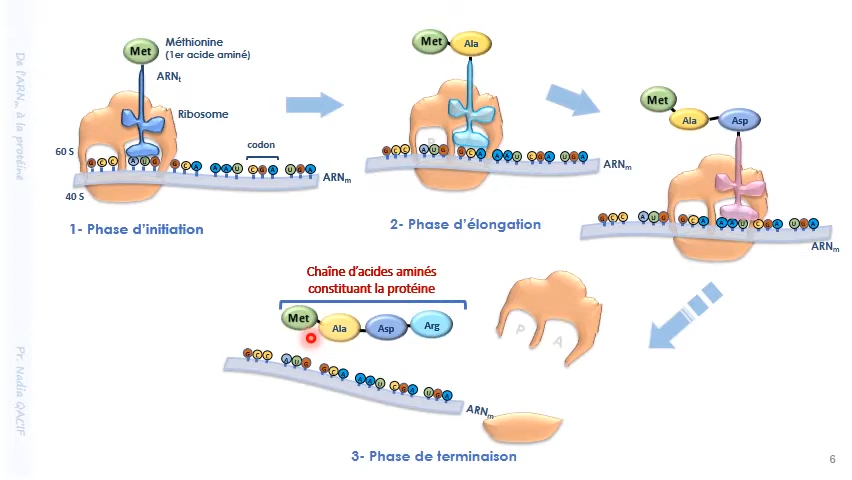 De l'ARNm à la protéine
Pr. Nadia QACIF
Met
Méthionine
(1er acide aminé)
ARNt
Ribosome
60 S
40 S
G C C A U G G C A A A U C G A U G A
codon
ARNm
1- Phase d'initiation
Met Ala
P
G C C A U G G C A A A U C G A U G A
ARNm
2- Phase d'élongation
Met
Ala Asp
G C C A U G G C A A A U C G A U G A
ARNm
Chaîne d'acides aminés
constituant la protéine
Met Ala Asp Arg
P A
G C C A U G G C A A A U C G A U G A
ARNm
3- Phase de terminaison
6